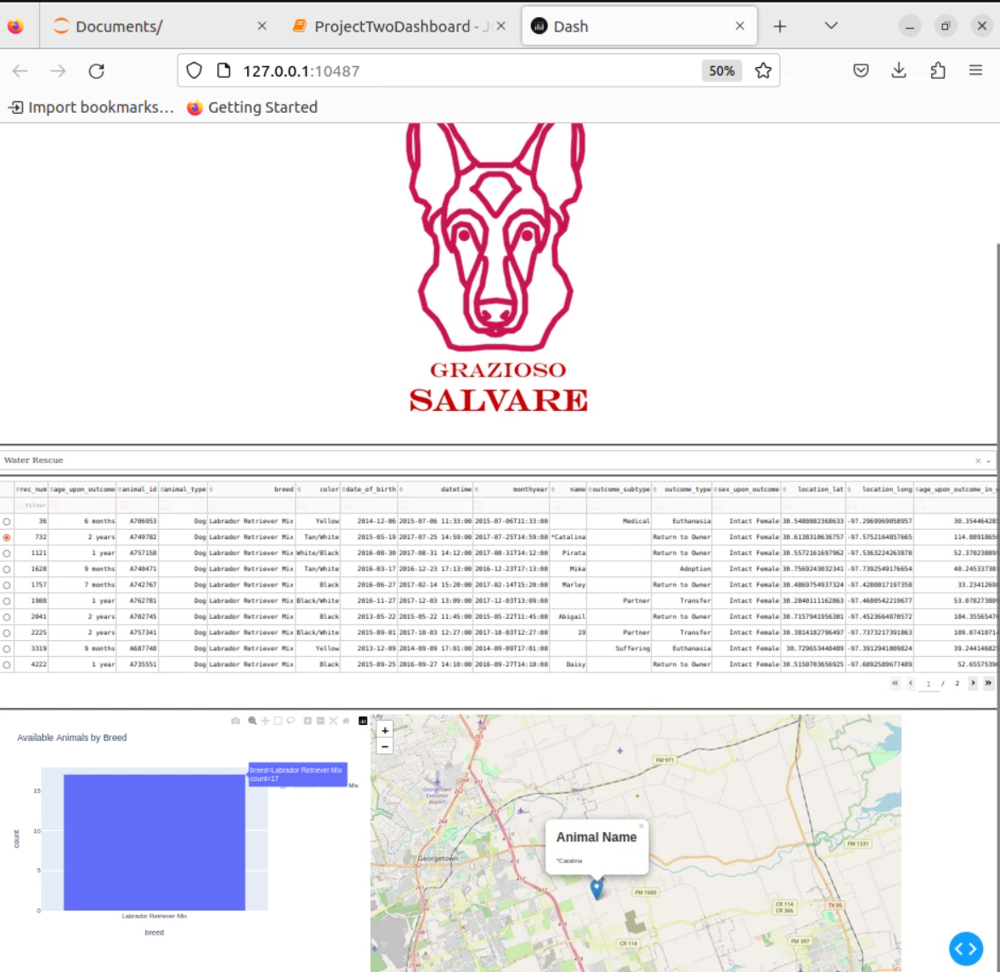 Documents/ ProjectTwoDashboard - J Dash
127.0.0.1:10487 50%
Import bookmarks... Getting Started
GRAZIOSO
SALVARE
Water Rescue
rec_num age_upon_outcome animal_id animal_type breed color date_of_birth datetime monthyear name outcome_subtype outcome_type sex_upon_outcome location_lat location_long age_upon_outcome_in_
filter
36 6 months A706953 Dog Labrador Retriever Mix Yellow 2014-12-06 2015-07-06 11:33:00 2015-07-06T11:33:00 Medical Euthanasia Intact Female 30.5480802368633 -97.2969969058957 30.354464285
732 2 years A749782 Dog Labrador Retriever Mix Tan/White 2015-05-19 2017-07-25 14:59:00 2017-07-25T14:59:00 *Catalina Return to Owner Intact Female 30.6138310636757 -97.5752164857665 114.08918650
1121 1 year A757158 Dog Labrador Retriever Mix White/Black 2016-08-30 2017-08-31 14:12:00 2017-08-31T14:12:00 Pirata Return to Owner Intact Female 30.5572161697962 -97.5363224263878 52.370238095
1628 9 months A740471 Dog Labrador Retriever Mix Tan/White 2016-03-17 2016-12-23 17:13:00 2016-12-23T17:13:00 Mika Adoption Intact Female 30.7569243032341 -97.7392549176654 40.245337301
1757 7 months A742767 Dog Labrador Retriever Mix Black 2016-06-27 2017-02-14 15:20:00 2017-02-14T15:20:00 Marley Return to Owner Intact Female 30.4869754937324 -97.4280017197358 33.23412698
1988 1 year A762781 Dog Labrador Retriever Mix Black/White 2016-11-27 2017-12-03 13:09:00 2017-12-03T13:09:00 Partner Transfer Intact Female 30.2840111162863 -97.4600542219677 53.078273809
2041 2 years A702745 Dog Labrador Retriever Mix Black 2013-05-22 2015-05-22 11:45:00 2015-05-22T11:45:00 Abigail Return to Owner Intact Female 30.7157941956301 -97.4523664870572 104.35565476
2225 2 years A757341 Dog Labrador Retriever Mix Black/White 2015-09-01 2017-10-03 12:27:00 2017-10-03T12:27:00 19 Partner Transfer Intact Female 30.3814182796497 -97.7373217391863 109.07410714
3319 9 months A687748 Dog Labrador Retriever Mix Yellow 2013-12-09 2014-09-09 17:01:00 2014-09-09T17:01:00 Suffering Euthanasia Intact Female 30.729653440489 -97.3912941009824 39.244146825
4222 1 year A735551 Dog Labrador Retriever Mix Black 2015-09-25 2016-09-27 14:10:00 2016-09-27T14:10:00 Daisy Return to Owner Intact Female 30.5150703656925 -97.6092589677489 52.65575396
1 / 2
Available Animals by Breed
breed=Labrador Retriever Mix
count=17
Mix
15
10
5
0
count
Labrador Retriever Mix
breed
+
−
City
FM 971
Georgetown
Executive
Airport
Weir
Animal Name
*Catalina
FM 1331
Georgetown
FM 1660
CR 114
CR 366
TX 95
CR 114
FM 397